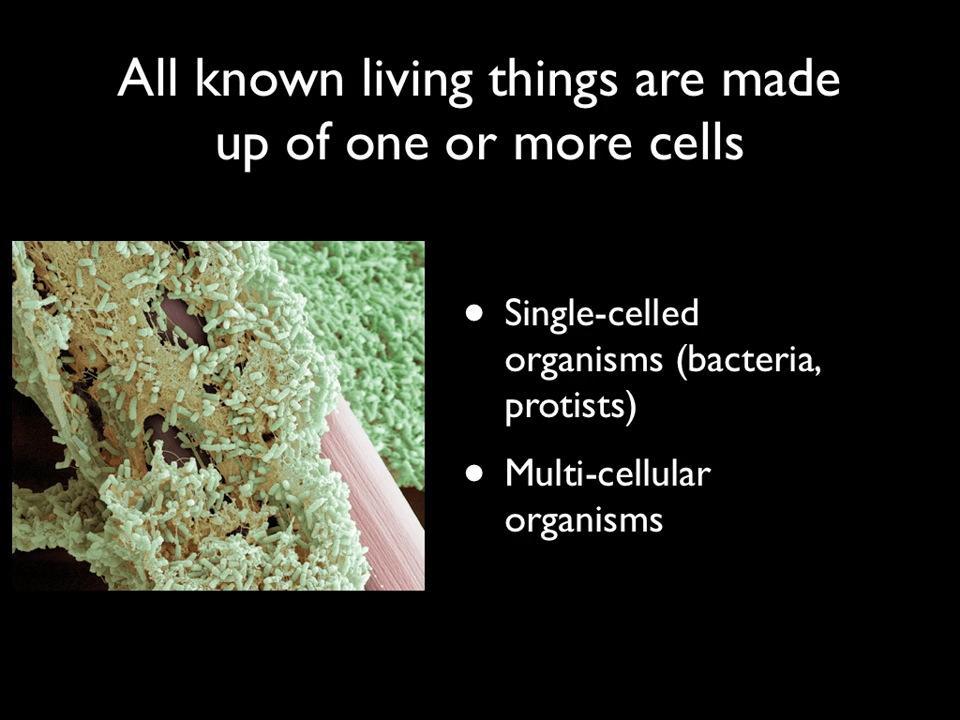 All known living things are made
up of one or more cells
• Single-celled
organisms (bacteria,
protists)
• Multi-cellular
organisms